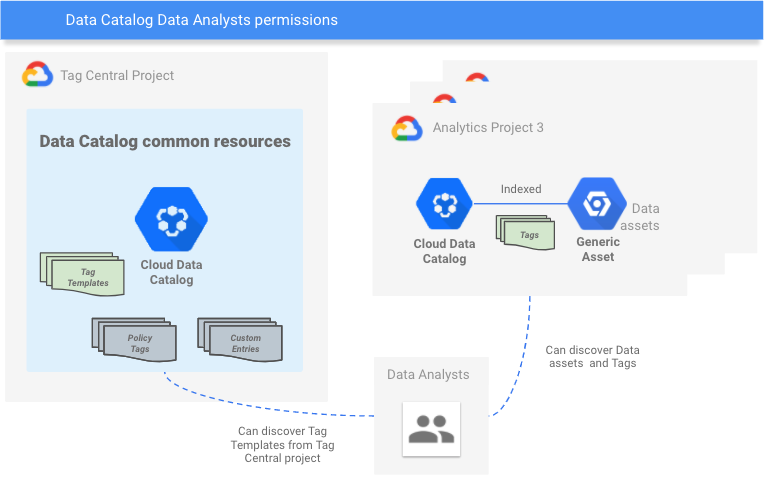 Data Catalog Data Analysts permissions
Tag Central Project
Data Catalog common resources
Cloud Data
Catalog
Tag
Templates
Policy
Tags
Custom
Entries
Analytics Project 3
Indexed
Tags
Cloud Data
Catalog
Data
assets
Generic
Asset
Can discover Data
assets and Tags
Data Analysts
Can discover Tag
Templates from Tag
Central project